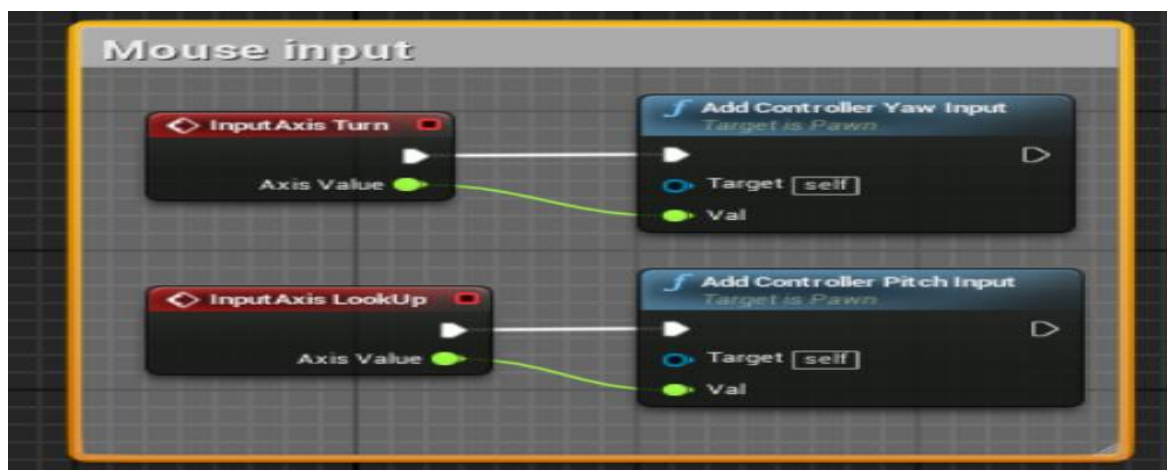 Mouse input
InputAxis Turn
Axis Value
Add Controller Yaw Input
Target is Pawn
Target self
Val
InputAxis LookUp
Axis Value
Add Controller Pitch Input
Target is Pawn
Target self
Val